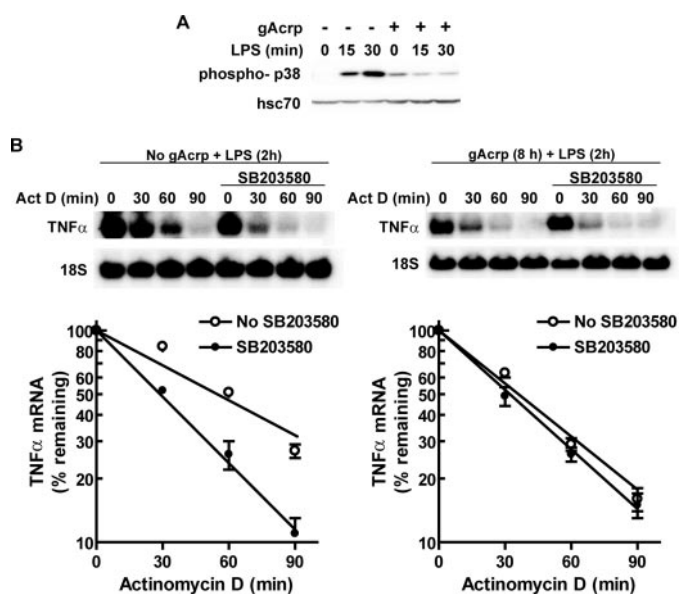 A
gAcrp - - - + + +
LPS (min) 0 15 30 0 15 30
phospho- p38
hsc70
B
No gAcrp + LPS (2h)
SB203580
Act D (min) 0 30 60 90 0 30 60 90
TNFα
18S
gAcrp (8 h) + LPS (2h)
SB203580
0 30 60 90 0 30 60 90
TNFα
18S
No SB203580
SB203580
TNFα mRNA
(% remaining)
100
80
60
50
40
30
20
10
0 30 60 90
Actinomycin D (min)
No SB203580
SB203580
TNFα mRNA
(% remaining)
100
80
60
50
40
30
20
10
0 30 60 90
Actinomycin D (min)